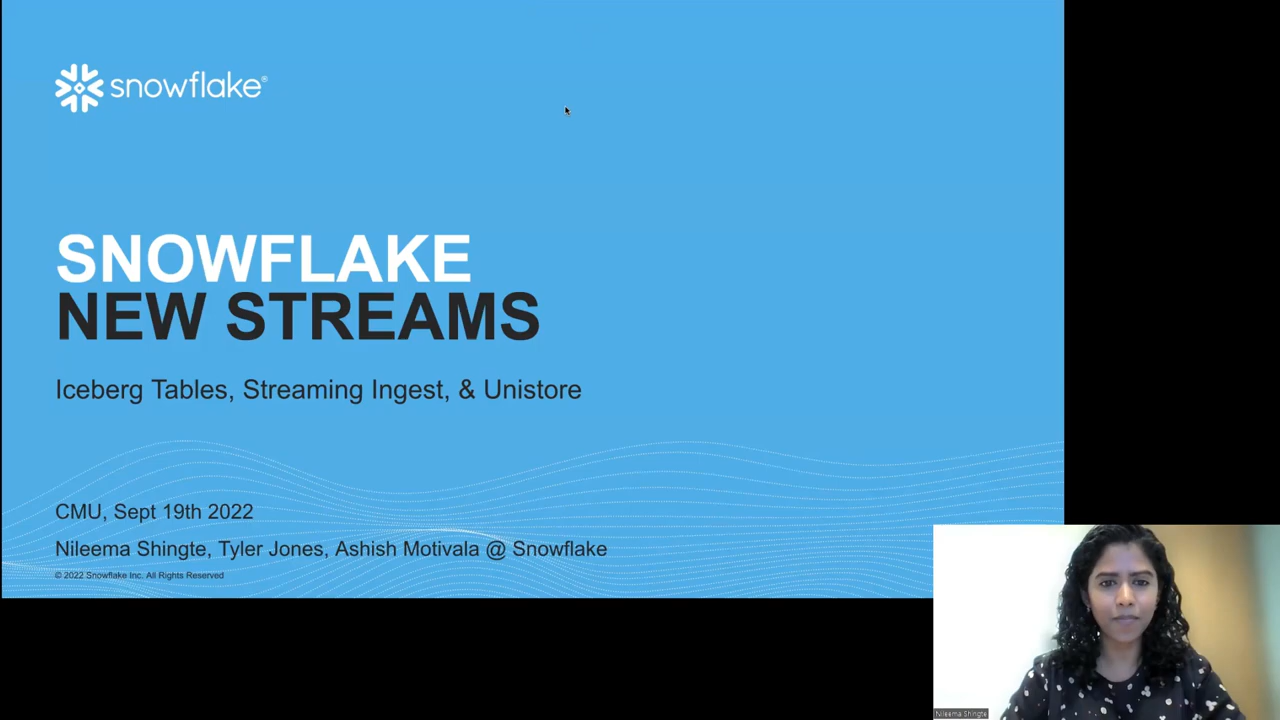 snowflake®
SNOWFLAKE
NEW STREAMS
Iceberg Tables, Streaming Ingest, & Unistore
CMU, Sept 19th 2022
Nileema Shingte, Tyler Jones, Ashish Motivala @ Snowflake
© 2022 Snowflake Inc. All Rights Reserved
Nileema Shingte